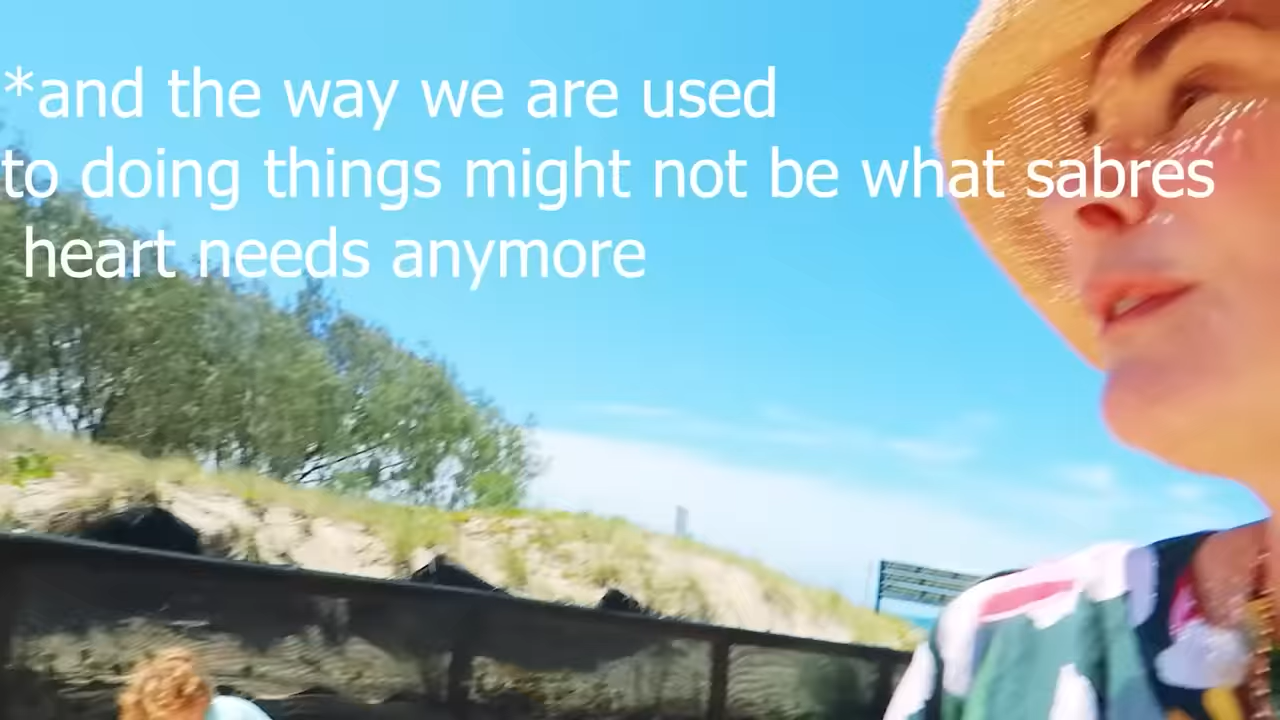 *and the way we are used
to doing things might not be what sabres
heart needs anymore